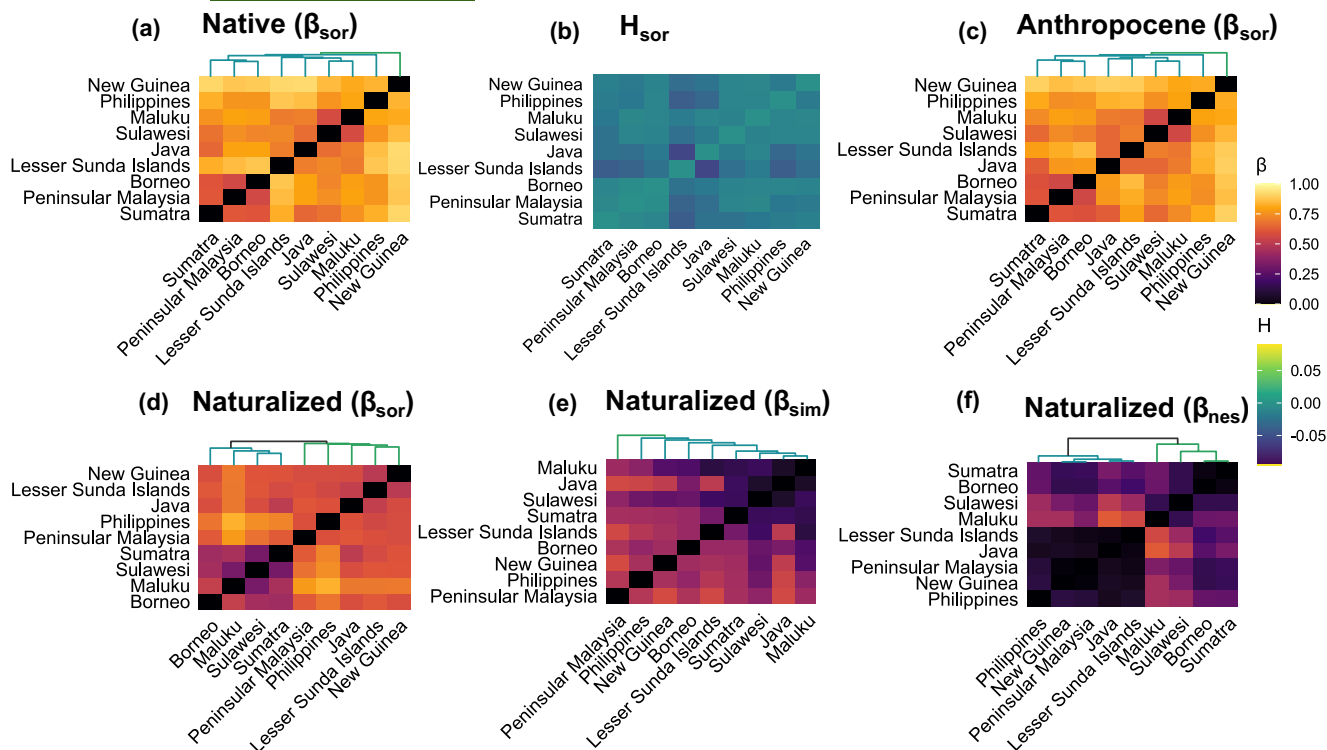 (a) Native (βsor)
New Guinea
Philippines
Maluku
Sulawesi
Java
Lesser Sunda Islands
Borneo
Peninsular Malaysia
Sumatra
Sumatra
Peninsular Malaysia
Borneo
Lesser Sunda Islands
Java
Sulawesi
Maluku
Philippines
New Guinea
(b) Hsor
New Guinea
Philippines
Maluku
Sulawesi
Java
Lesser Sunda Islands
Borneo
Peninsular Malaysia
Sumatra
Sumatra
Peninsular Malaysia
Borneo
Lesser Sunda Islands
Java
Sulawesi
Maluku
Philippines
New Guinea
(c) Anthropocene (βsor)
New Guinea
Philippines
Maluku
Sulawesi
Lesser Sunda Islands
Java
Borneo
Peninsular Malaysia
Sumatra
Sumatra
Peninsular Malaysia
Borneo
Java
Lesser Sunda Islands
Sulawesi
Maluku
Philippines
New Guinea
β
1.00
0.75
0.50
0.25
0.00
H
0.05
0.00
-0.05
(d) Naturalized (βsor)
New Guinea
Lesser Sunda Islands
Java
Philippines
Peninsular Malaysia
Sumatra
Sulawesi
Maluku
Borneo
Borneo
Maluku
Sulawesi
Sumatra
Peninsular Malaysia
Philippines
Java
Lesser Sunda Islands
New Guinea
(e) Naturalized (βsim)
Maluku
Java
Sulawesi
Sumatra
Lesser Sunda Islands
Borneo
New Guinea
Philippines
Peninsular Malaysia
Peninsular Malaysia
Philippines
New Guinea
Borneo
Lesser Sunda Islands
Sumatra
Sulawesi
Java
Maluku
(f) Naturalized (βnes)
Sumatra
Borneo
Sulawesi
Maluku
Lesser Sunda Islands
Java
Peninsular Malaysia
New Guinea
Philippines
Philippines
New Guinea
Peninsular Malaysia
Java
Lesser Sunda Islands
Maluku
Sulawesi
Borneo
Sumatra